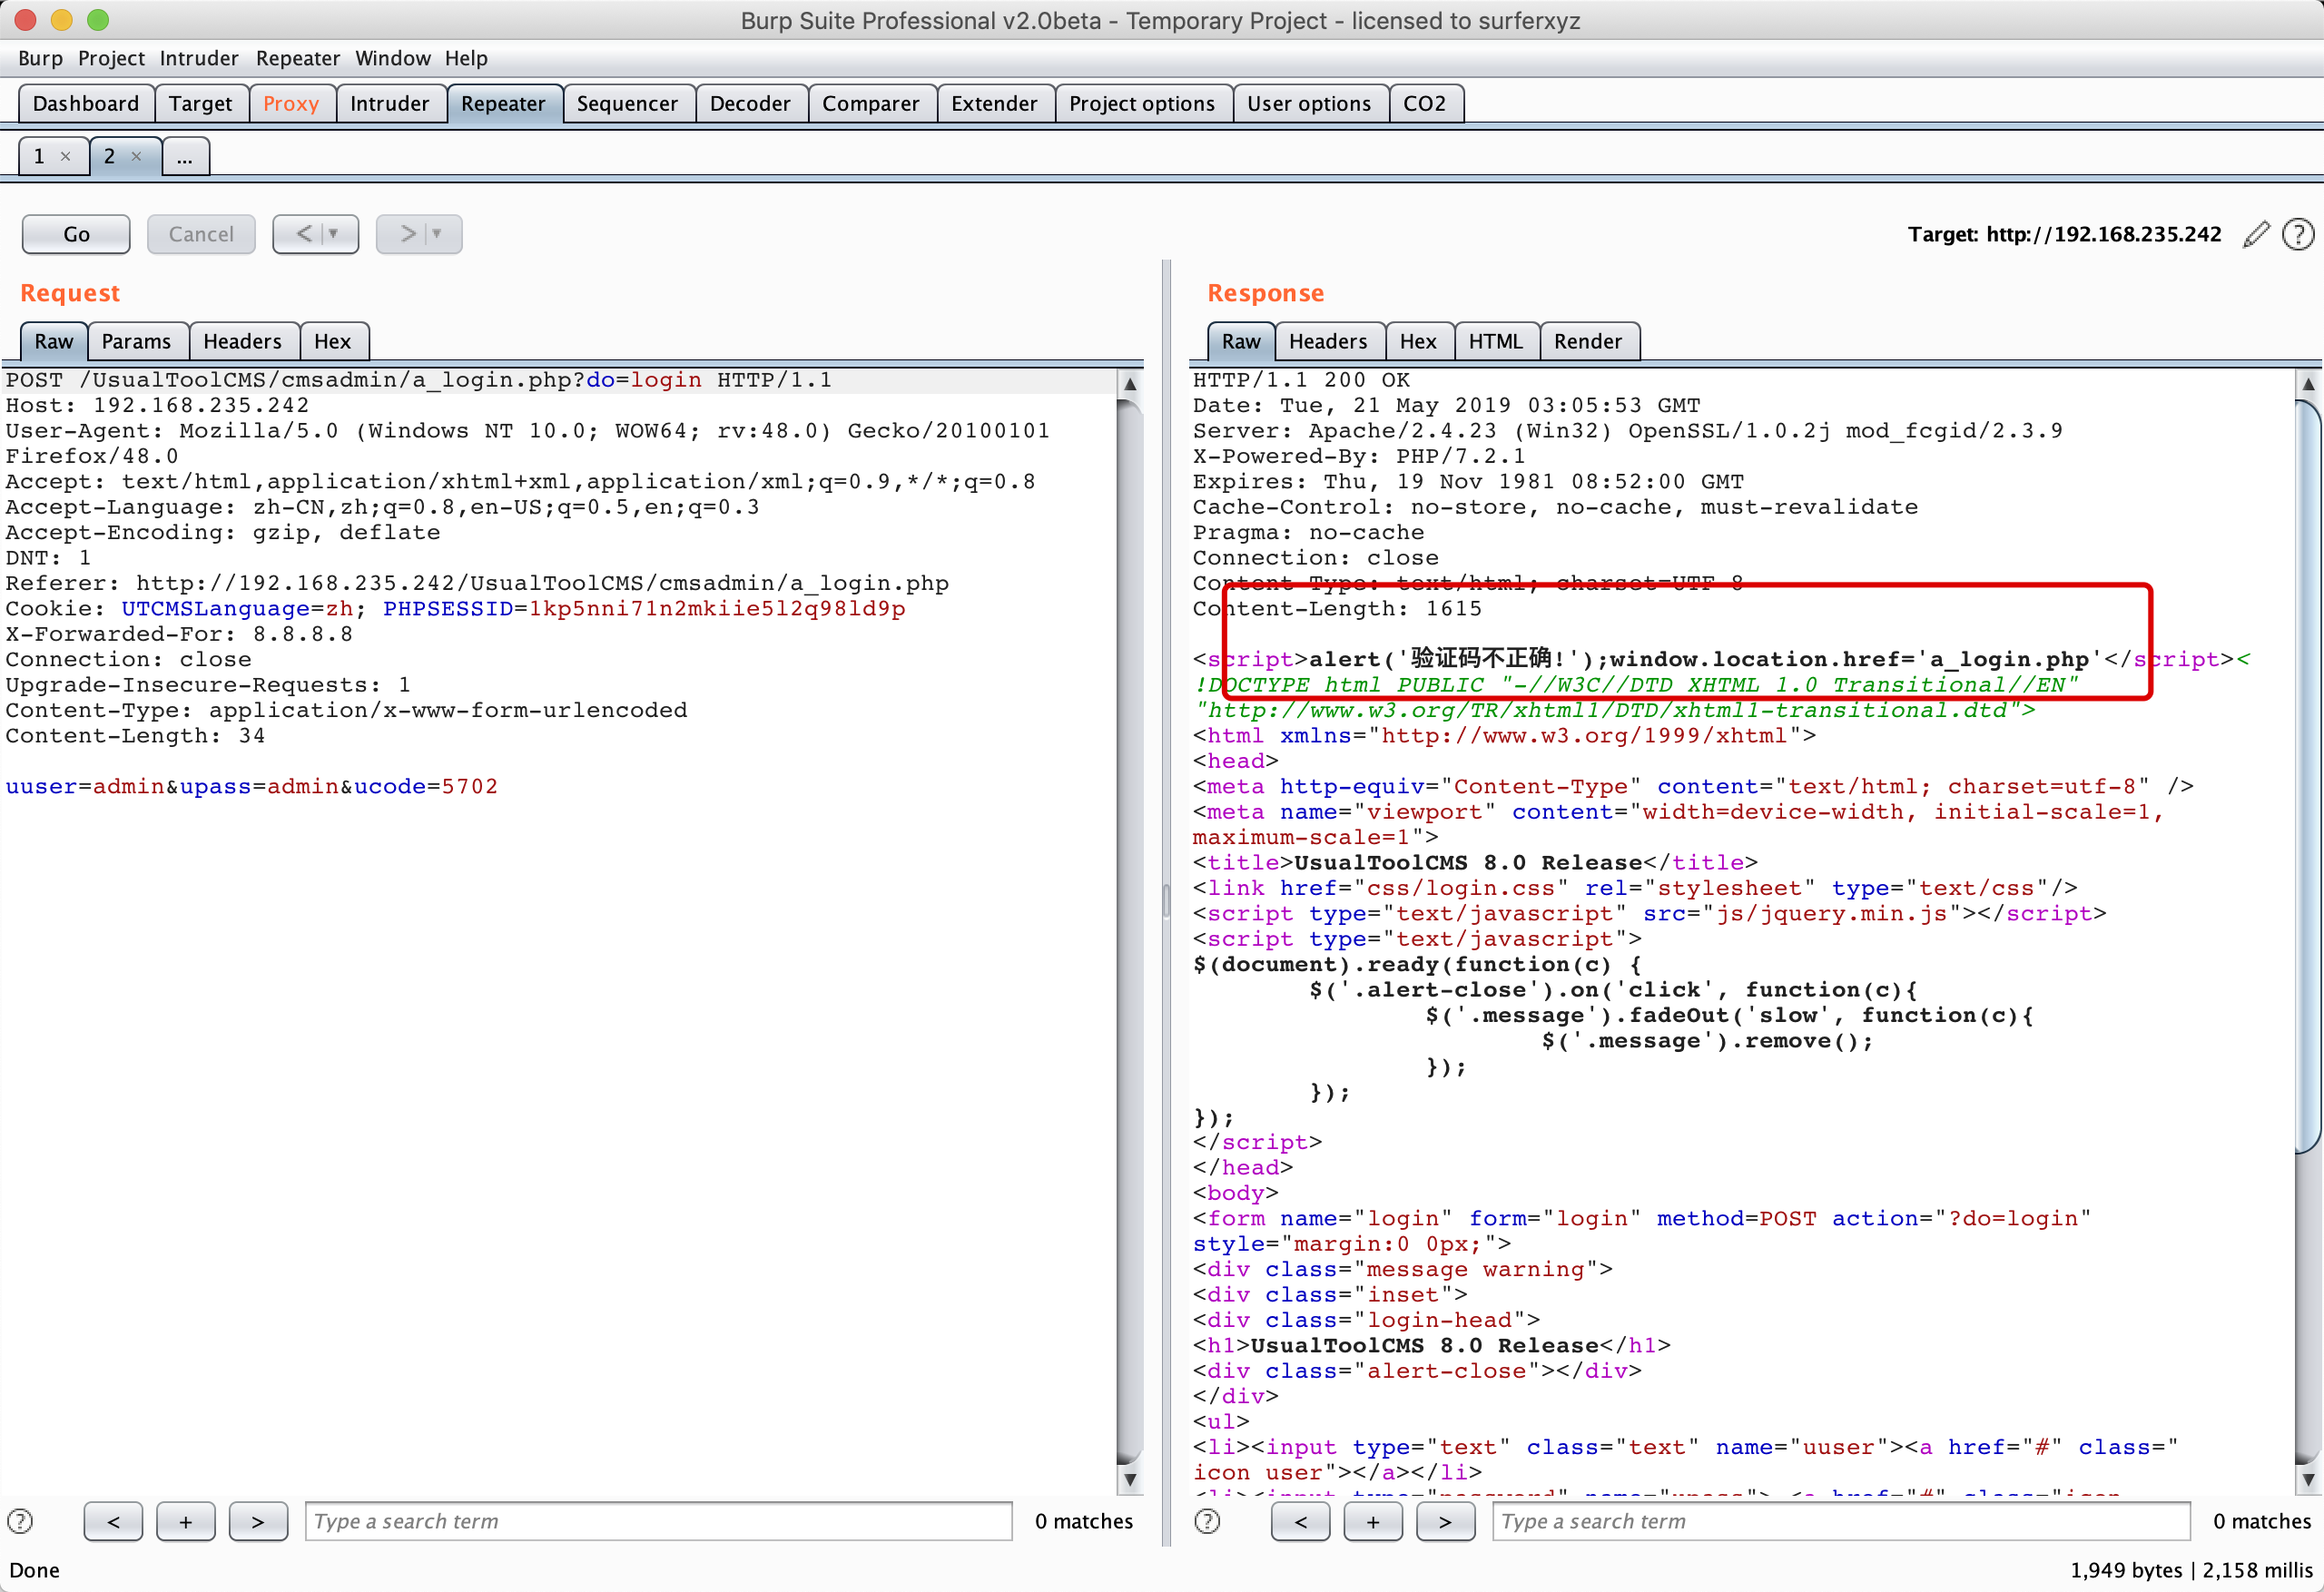 Burp Suite Professional v2.0beta - Temporary Project - licensed to surferxyz
Burp Project Intruder Repeater Window Help
Dashboard Target Proxy Intruder Repeater Sequencer Decoder Comparer Extender Project options User options CO2
1 × 2 × ...
Go Cancel < > Target: http://192.168.235.242 ?
Request
Raw Params Headers Hex
POST /UsualToolCMS/cmsadmin/a_login.php?do=login HTTP/1.1
Host: 192.168.235.242
User-Agent: Mozilla/5.0 (Windows NT 10.0; WOW64; rv:48.0) Gecko/20100101
Firefox/48.0
Accept: text/html,application/xhtml+xml,application/xml;q=0.9,*/*;q=0.8
Accept-Language: zh-CN,zh;q=0.8,en-US;q=0.5,en;q=0.3
Accept-Encoding: gzip, deflate
DNT: 1
Referer: http://192.168.235.242/UsualToolCMS/cmsadmin/a_login.php
Cookie: UTCMSLanguage=zh; PHPSESSID=1kp5nni71n2mkiie5l2q98ld9p
X-Forwarded-For: 8.8.8.8
Connection: close
Upgrade-Insecure-Requests: 1
Content-Type: application/x-www-form-urlencoded
Content-Length: 34
uuser=admin&upass=admin&ucode=5702
? < + > Type a search term 0 matches
Response
Raw Headers Hex HTML Render
HTTP/1.1 200 OK
Date: Tue, 21 May 2019 03:05:53 GMT
Server: Apache/2.4.23 (Win32) OpenSSL/1.0.2j mod_fcgid/2.3.9
X-Powered-By: PHP/7.2.1
Expires: Thu, 19 Nov 1981 08:52:00 GMT
Cache-Control: no-store, no-cache, must-revalidate
Pragma: no-cache
Connection: close
Content-Type: text/html; charset=UTF-8
Content-Length: 1615
<script>alert('验证码不正确!');window.location.href='a_login.php'</script><
!DOCTYPE html PUBLIC "-//W3C//DTD XHTML 1.0 Transitional//EN"
"http://www.w3.org/TR/xhtml1/DTD/xhtml1-transitional.dtd">
<html xmlns="http://www.w3.org/1999/xhtml">
<head>
<meta http-equiv="Content-Type" content="text/html; charset=utf-8" />
<meta name="viewport" content="width=device-width, initial-scale=1,
maximum-scale=1">
<title>UsualToolCMS 8.0 Release</title>
<link href="css/login.css" rel="stylesheet" type="text/css"/>
<script type="text/javascript" src="js/jquery.min.js"></script>
<script type="text/javascript">
$(document).ready(function(c) {
$('.alert-close').on('click', function(c){
$('.message').fadeOut('slow', function(c){
$('.message').remove();
});
});
});
</script>
</head>
<body>
<form name="login" form="login" method=POST action="?do=login"
style="margin:0 0px;">
<div class="message warning">
<div class="inset">
<div class="login-head">
<h1>UsualToolCMS 8.0 Release</h1>
<div class="alert-close"></div>
</div>
<ul>
<li><input type="text" class="text" name="uuser"><a href="#" class="
icon user"></a></li>
<li><input type="password" name="upass"> <a href="#" class="icon
? < + > Type a search term 0 matches
Done 1,949 bytes | 2,158 millis